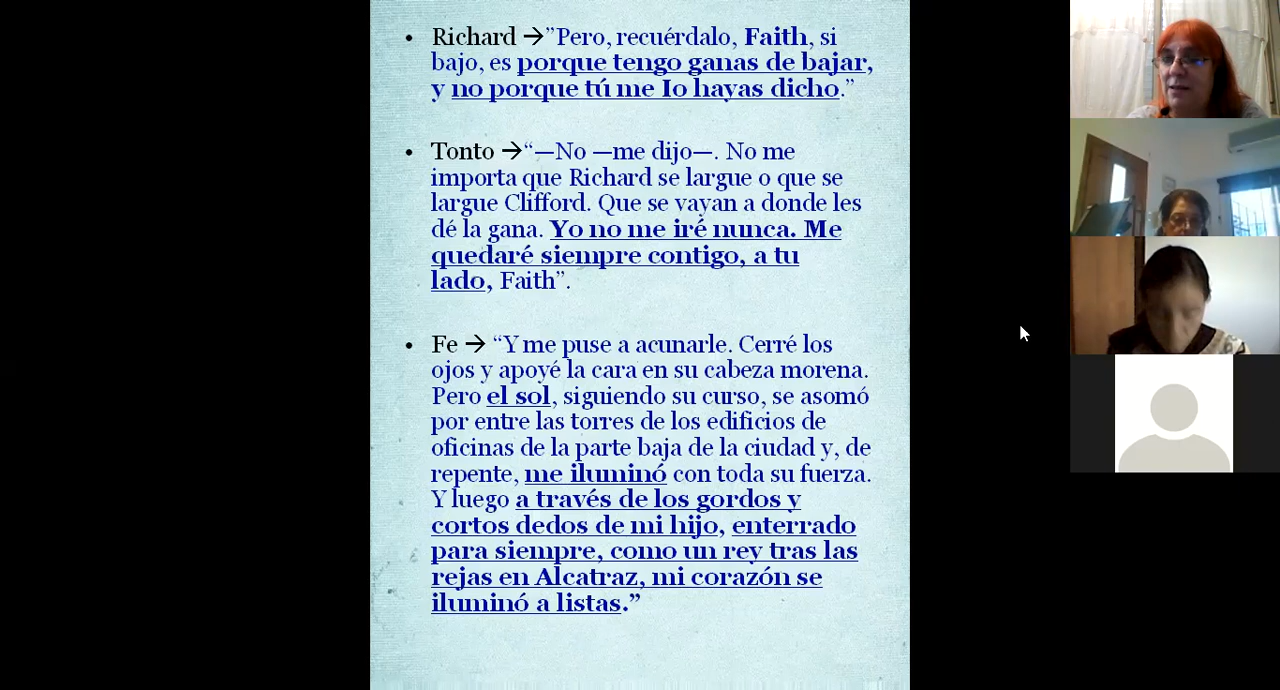 • Richard →”Pero, recuérdalo, Faith, si
bajo, es porque tengo ganas de bajar,
y no porque tú me Io hayas dicho.”
• Tonto →“—No —me dijo—. No me
importa que Richard se largue o que se
largue Clifford. Que se vayan a donde les
dé la gana. Yo no me iré nunca. Me
quedaré siempre contigo, a tu
lado, Faith”.
• Fe → “Y me puse a acunarle. Cerré los
ojos y apoyé la cara en su cabeza morena.
Pero el sol, siguiendo su curso, se asomó
por entre las torres de los edificios de
oficinas de la parte baja de la ciudad y, de
repente, me iluminó con toda su fuerza.
Y luego a través de los gordos y
cortos dedos de mi hijo, enterrado
para siempre, como un rey tras las
rejas en Alcatraz, mi corazón se
iluminó a listas.”